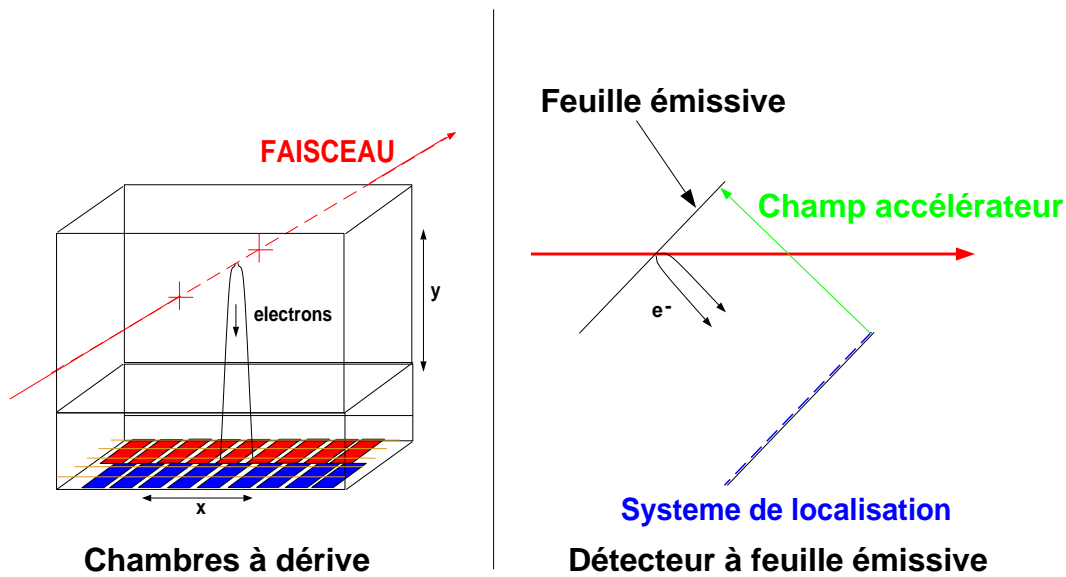 FAISCEAU
y
electrons
x
Chambres à dérive
Feuille émissive
Champ accélérateur
e-
Systeme de localisation
Détecteur à feuille émissive